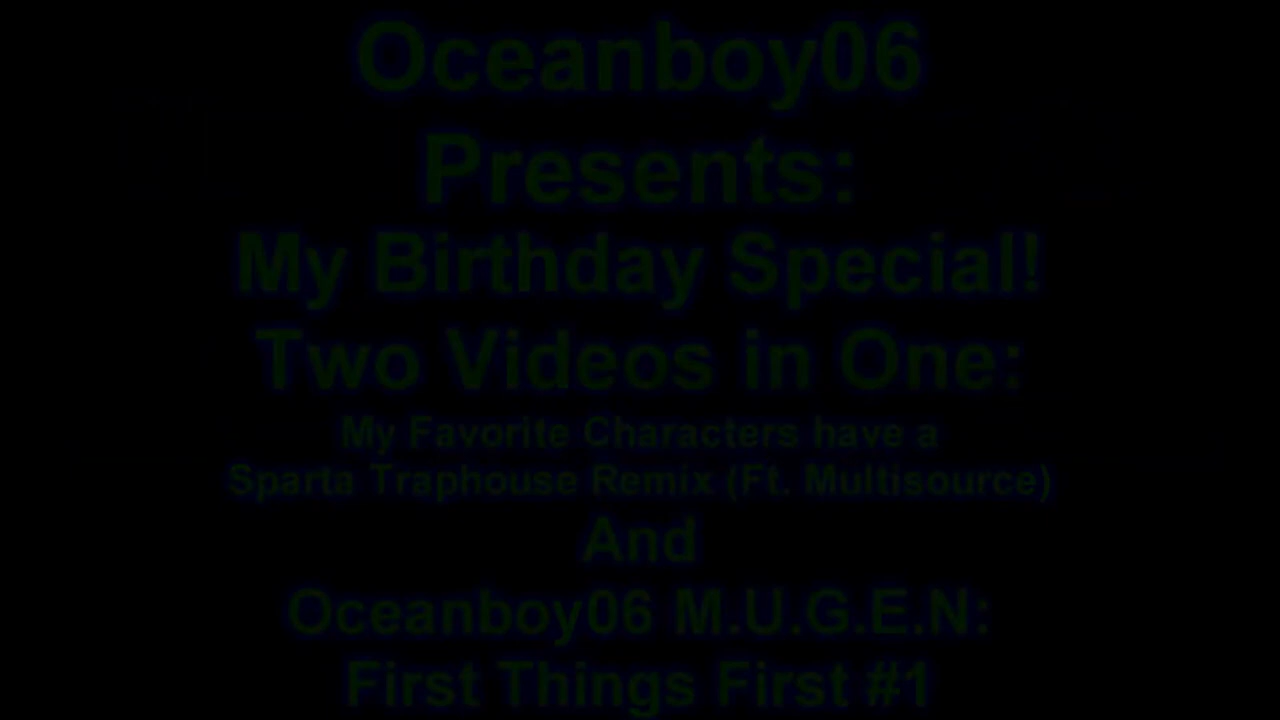 Oceanboy06
Presents:
My Birthday Special!
Two Videos in One:
My Favorite Characters have a
Sparta Traphouse Remix (Ft. Multisource)
And
Oceanboy06 M.U.G.E.N:
First Things First #1